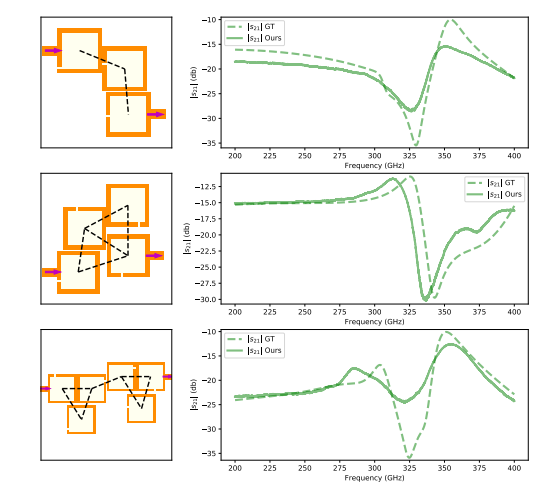 −10
−15
−20
−25
−30
−35
|s₂₁| (db)
|s₂₁| GT
|s₂₁| Ours
200 225 250 275 300 325 350 375 400
Frequency (GHz)
−12.5
−15.0
−17.5
−20.0
−22.5
−25.0
−27.5
−30.0
|s₂₁| (db)
|s₂₁| GT
|s₂₁| Ours
200 225 250 275 300 325 350 375 400
Frequency (GHz)
−10
−15
−20
−25
−30
−35
|s₂₁| (db)
|s₂₁| GT
|s₂₁| Ours
200 225 250 275 300 325 350 375 400
Frequency (GHz)